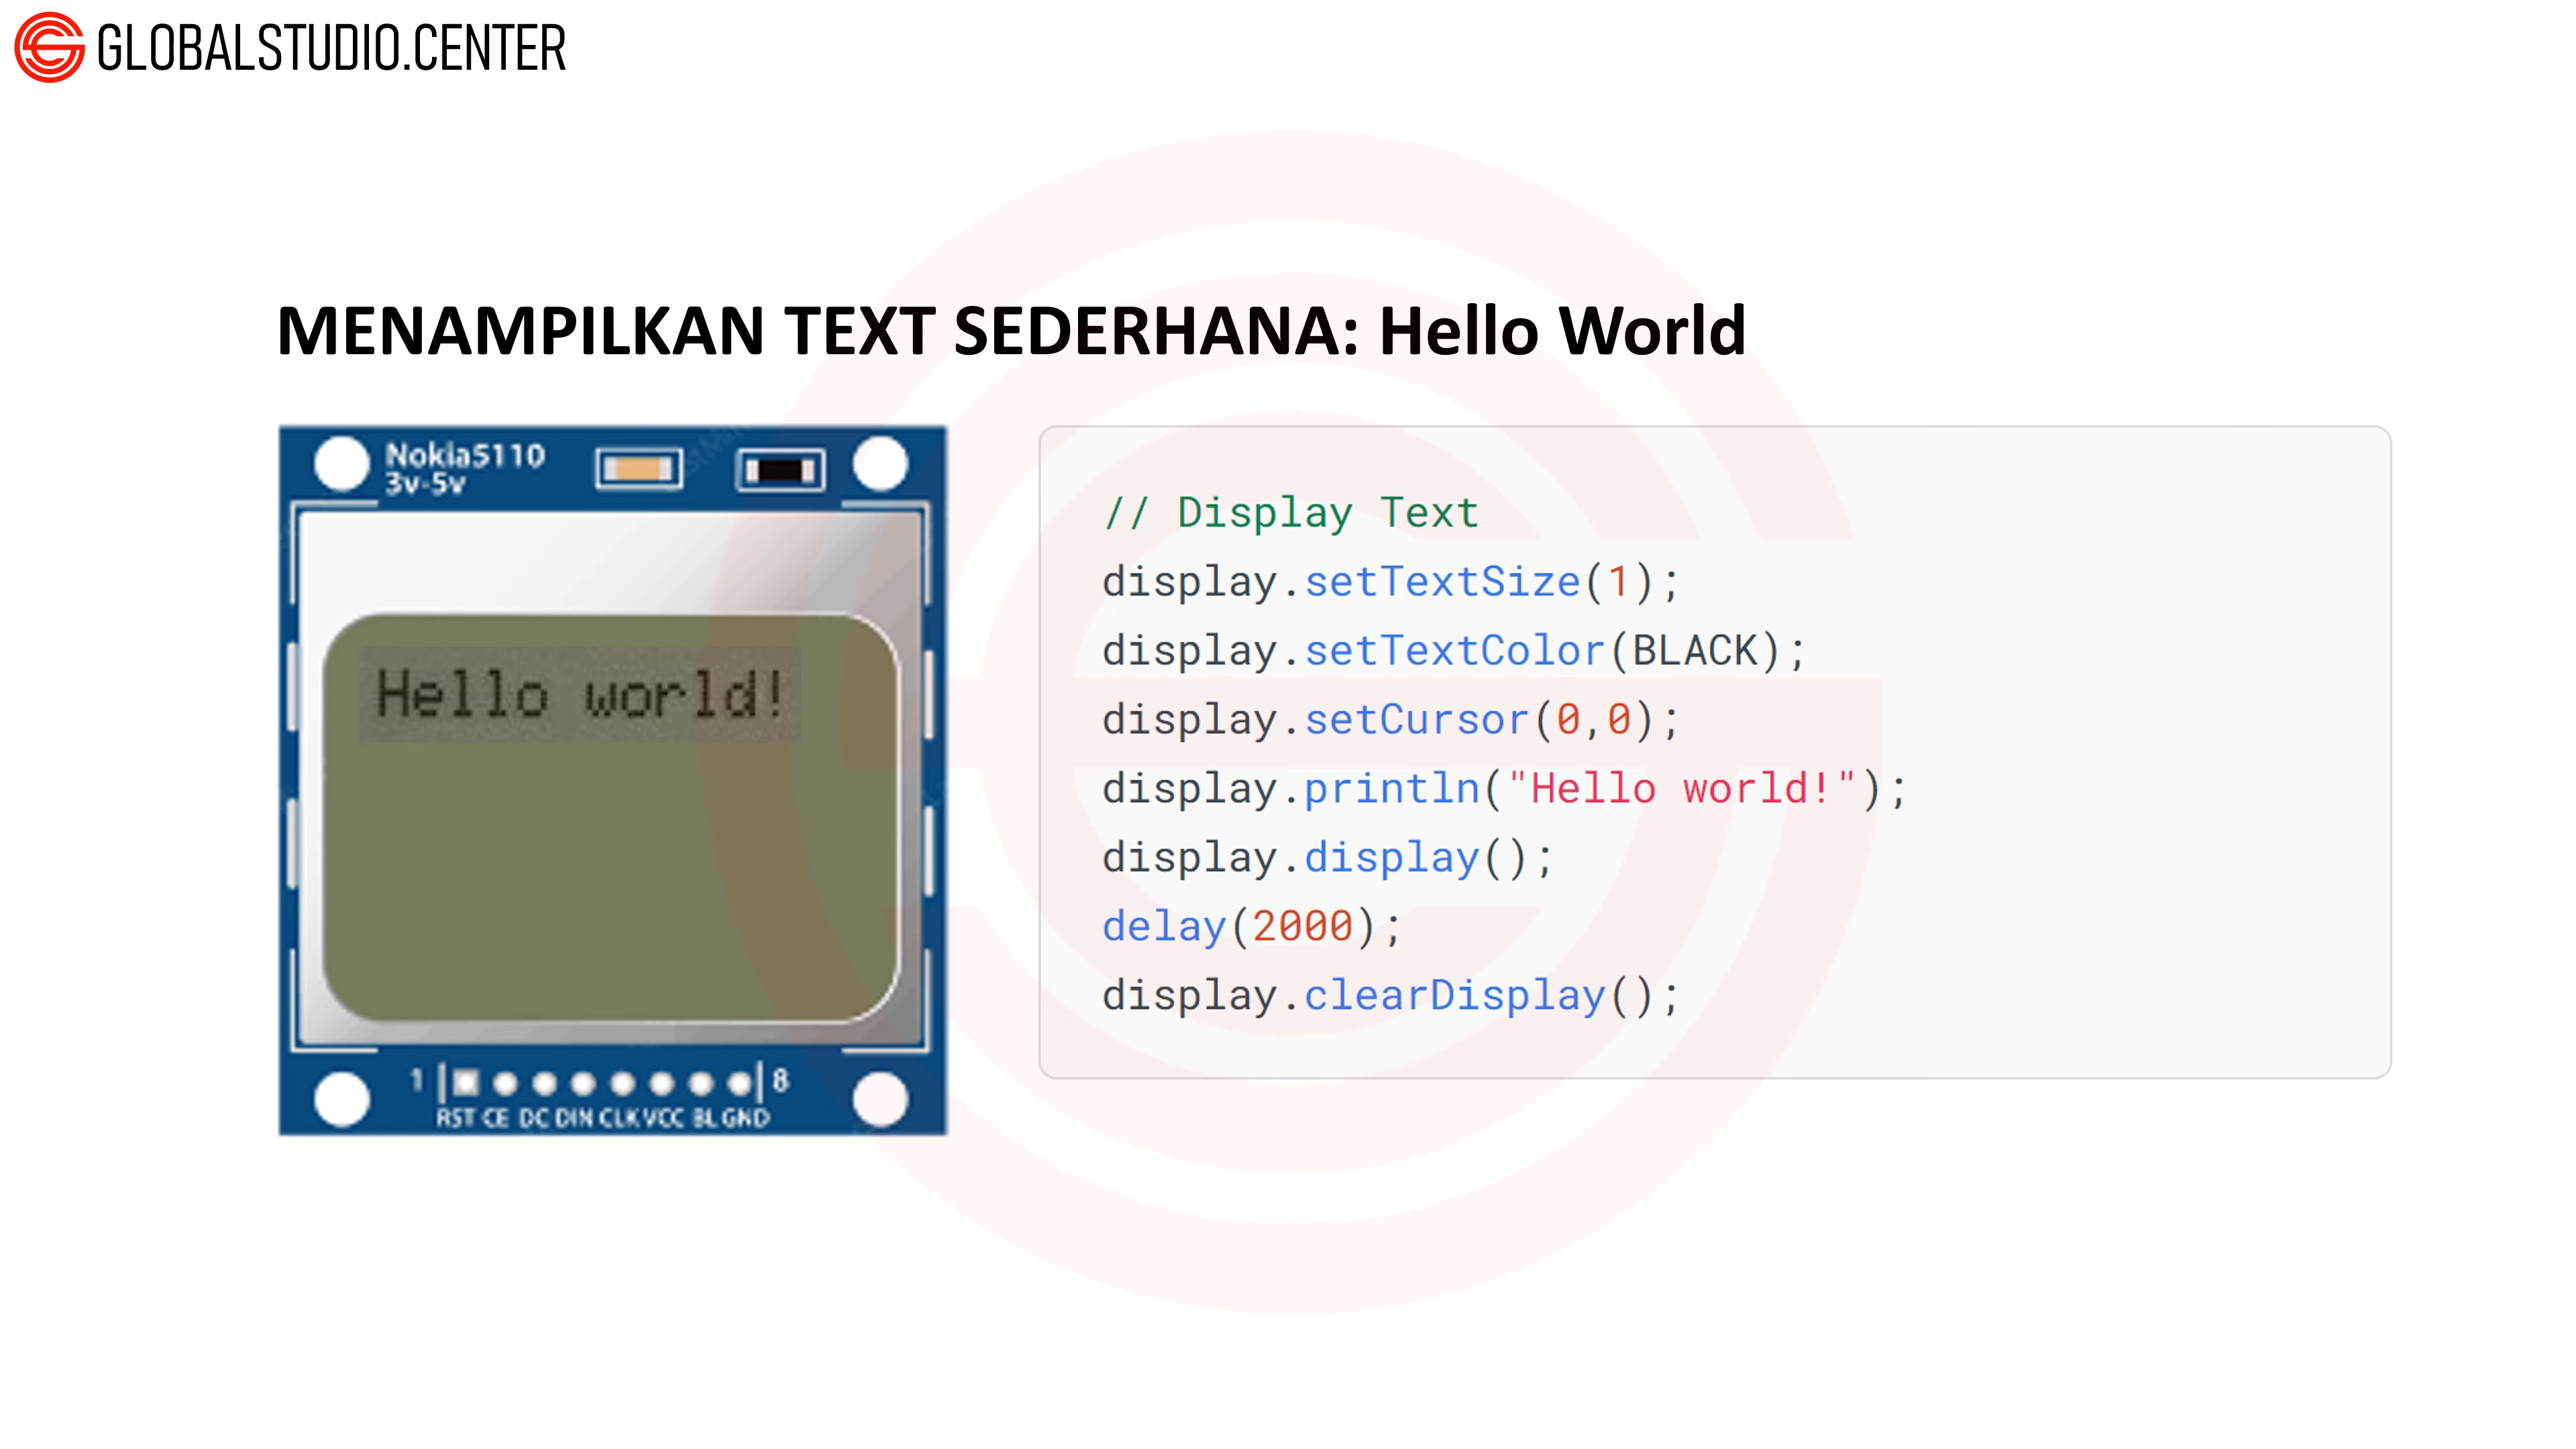 GLOBALSTUDIO.CENTER
MENAMPILKAN TEXT SEDERHANA: Hello World
Nokia5110
3v-5v
Hello world!
1 8
RST CE DC DIN CLK VCC BL GND
// Display Text
display.setTextSize(1);
display.setTextColor(BLACK);
display.setCursor(0,0);
display.println("Hello world!");
display.display();
delay(2000);
display.clearDisplay();